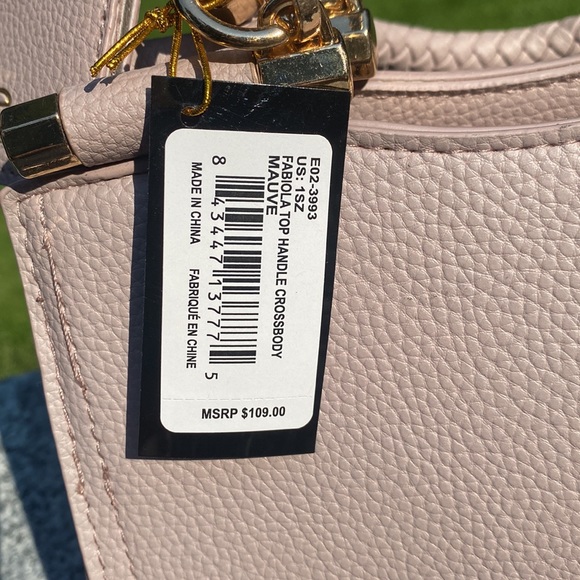 E02-3993
US: 1SZ
FABIOLA TOP HANDLE CROSSBODY
MAUVE
8 43447 13777 5
MADE IN CHINA FABRIQUÉ EN CHINE
MSRP $109.00